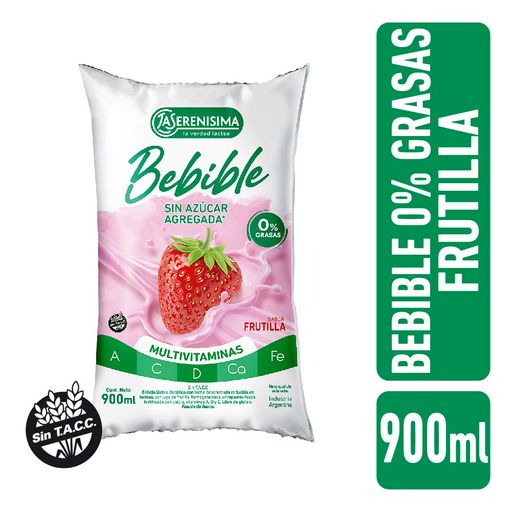 LA SERENISIMA
la verdad láctea
Bebible
SIN AZÚCAR
AGREGADA*
0%
GRASAS
SABOR
FRUTILLA
MULTIVITAMINAS
A C D Ca Fe
Cont. Neto
900ml
SIN T.A.C.C.
Industria
Argentina
Sin T.A.C.C.
BEBIBLE 0% GRASAS
FRUTILLA
900ml